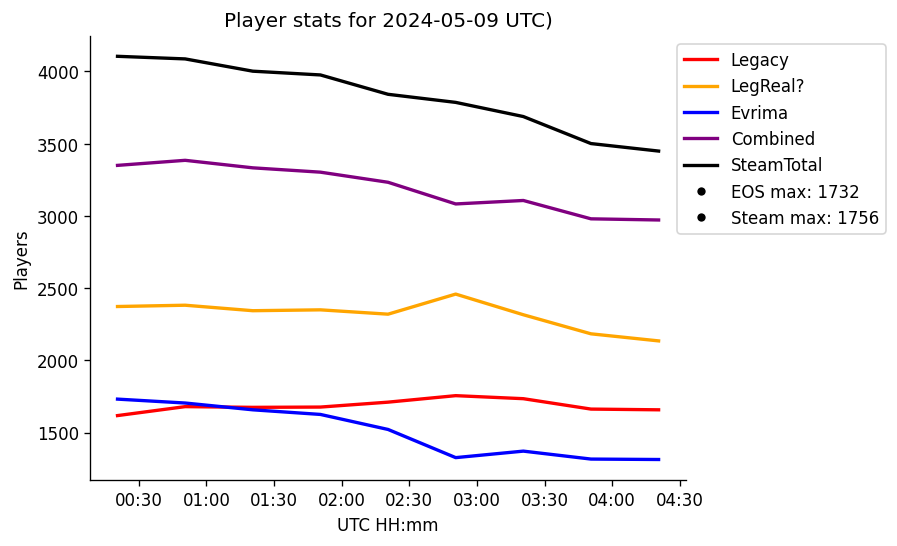 Player stats for 2024-05-09 UTC)
Players
4000
3500
3000
2500
2000
1500
00:30 01:00 01:30 02:00 02:30 03:00 03:30 04:00 04:30
UTC HH:mm
Legacy
LegReal?
Evrima
Combined
SteamTotal
EOS max: 1732
Steam max: 1756